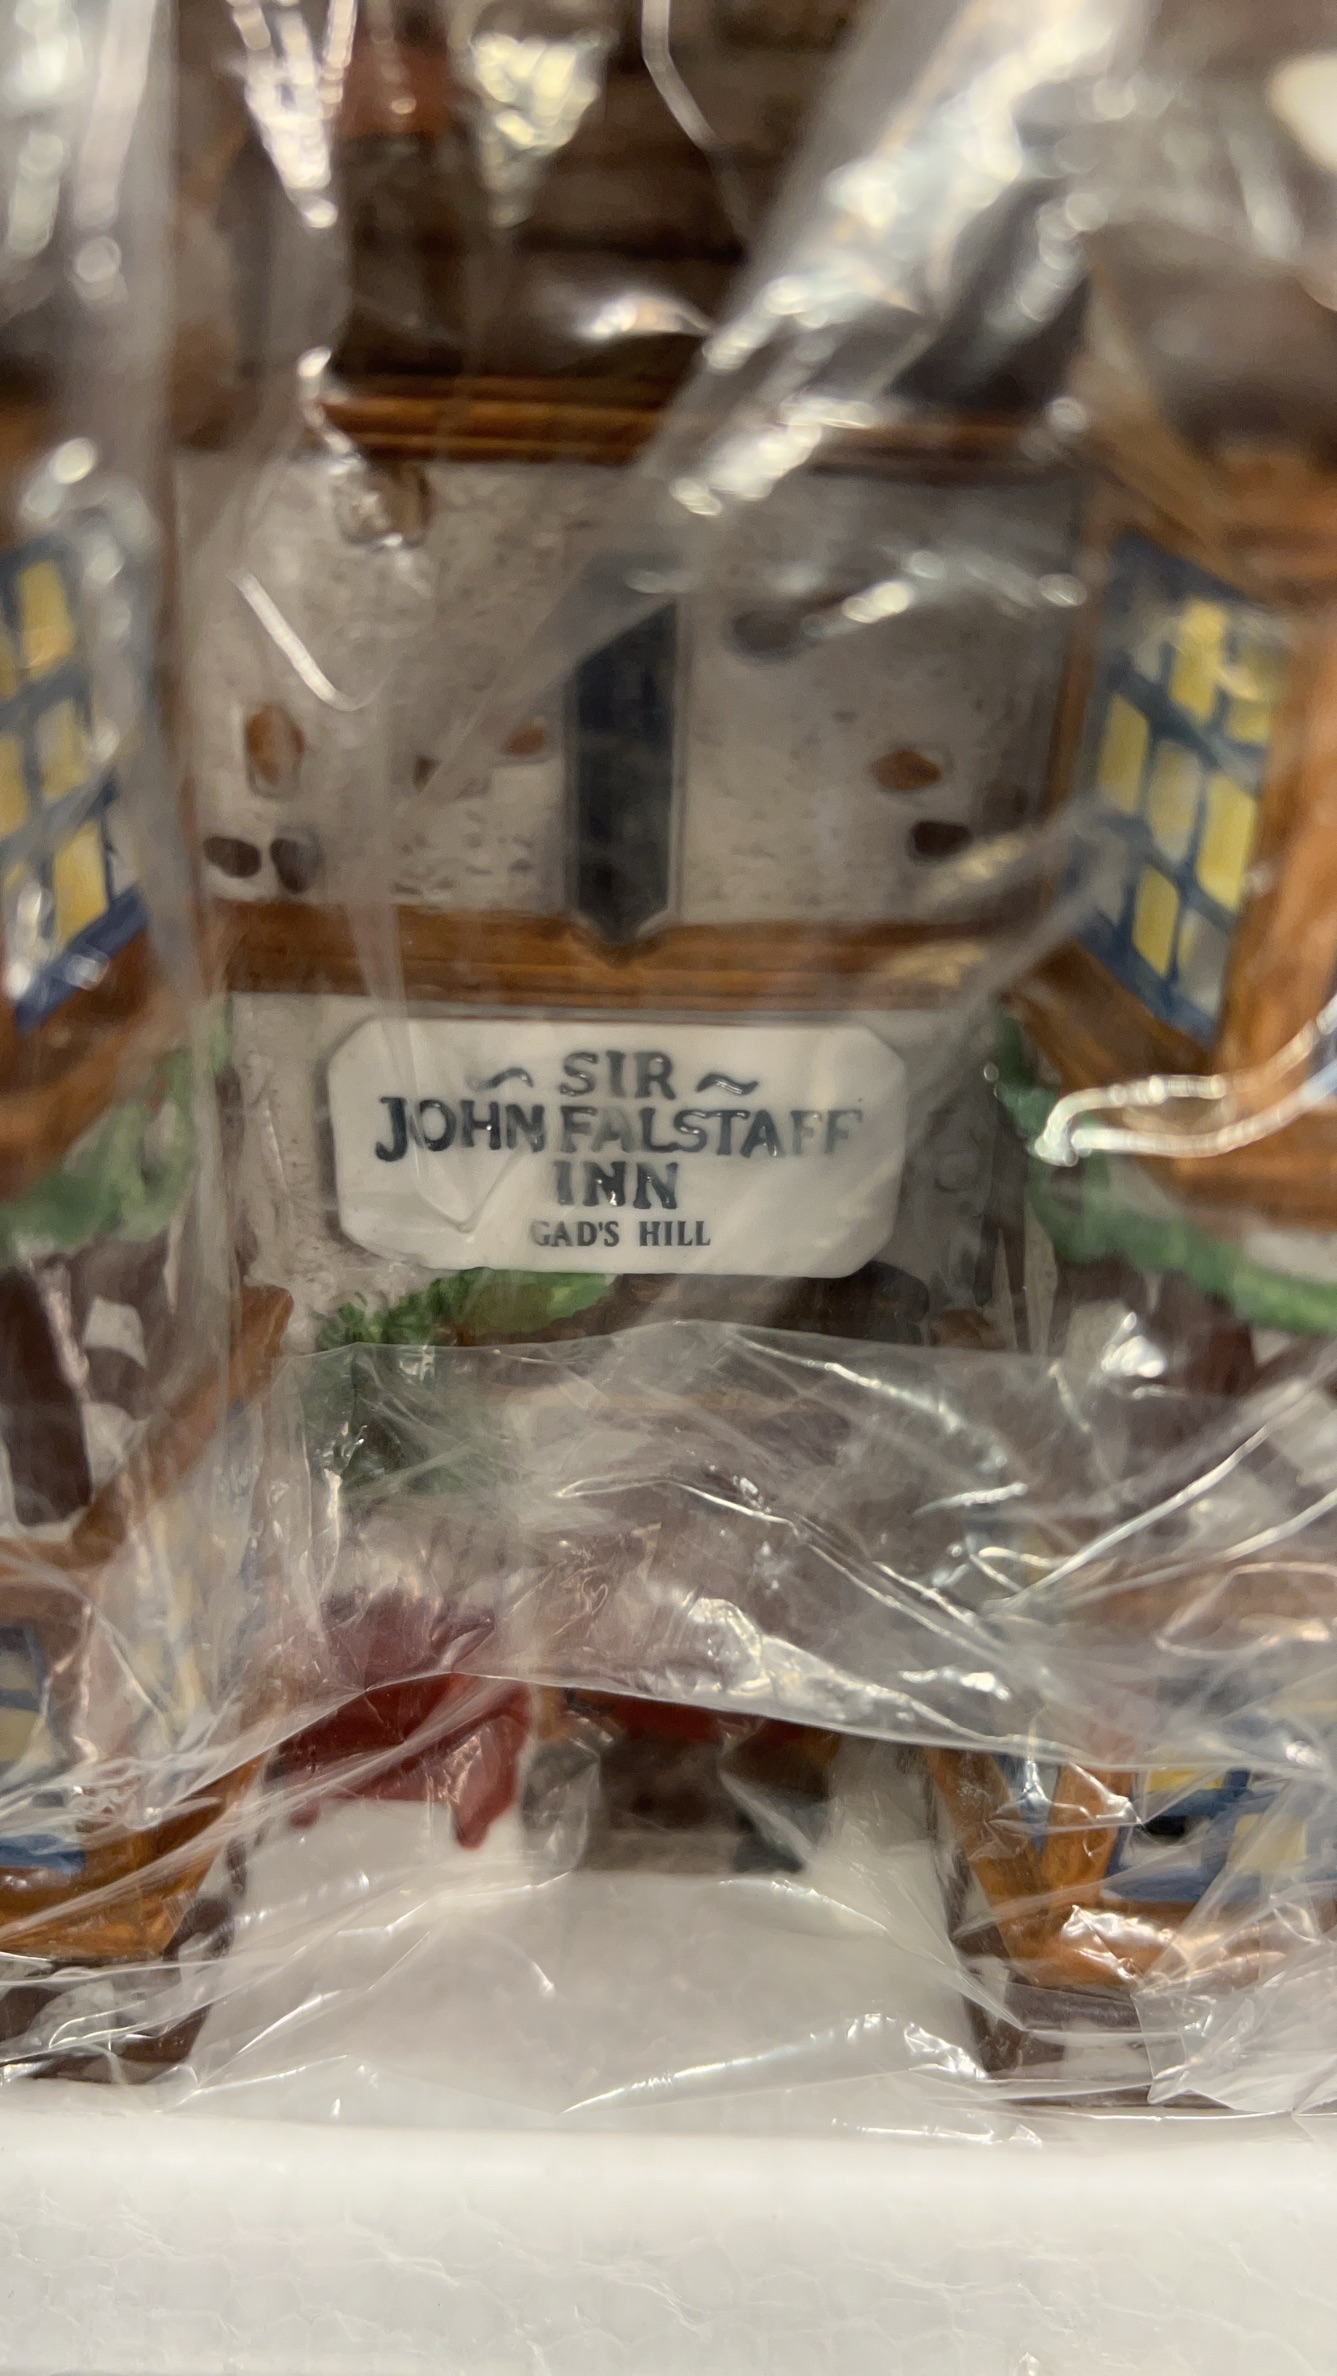 ~ SIR ~
JOHN FALSTAFF
INN
GAD'S HILL